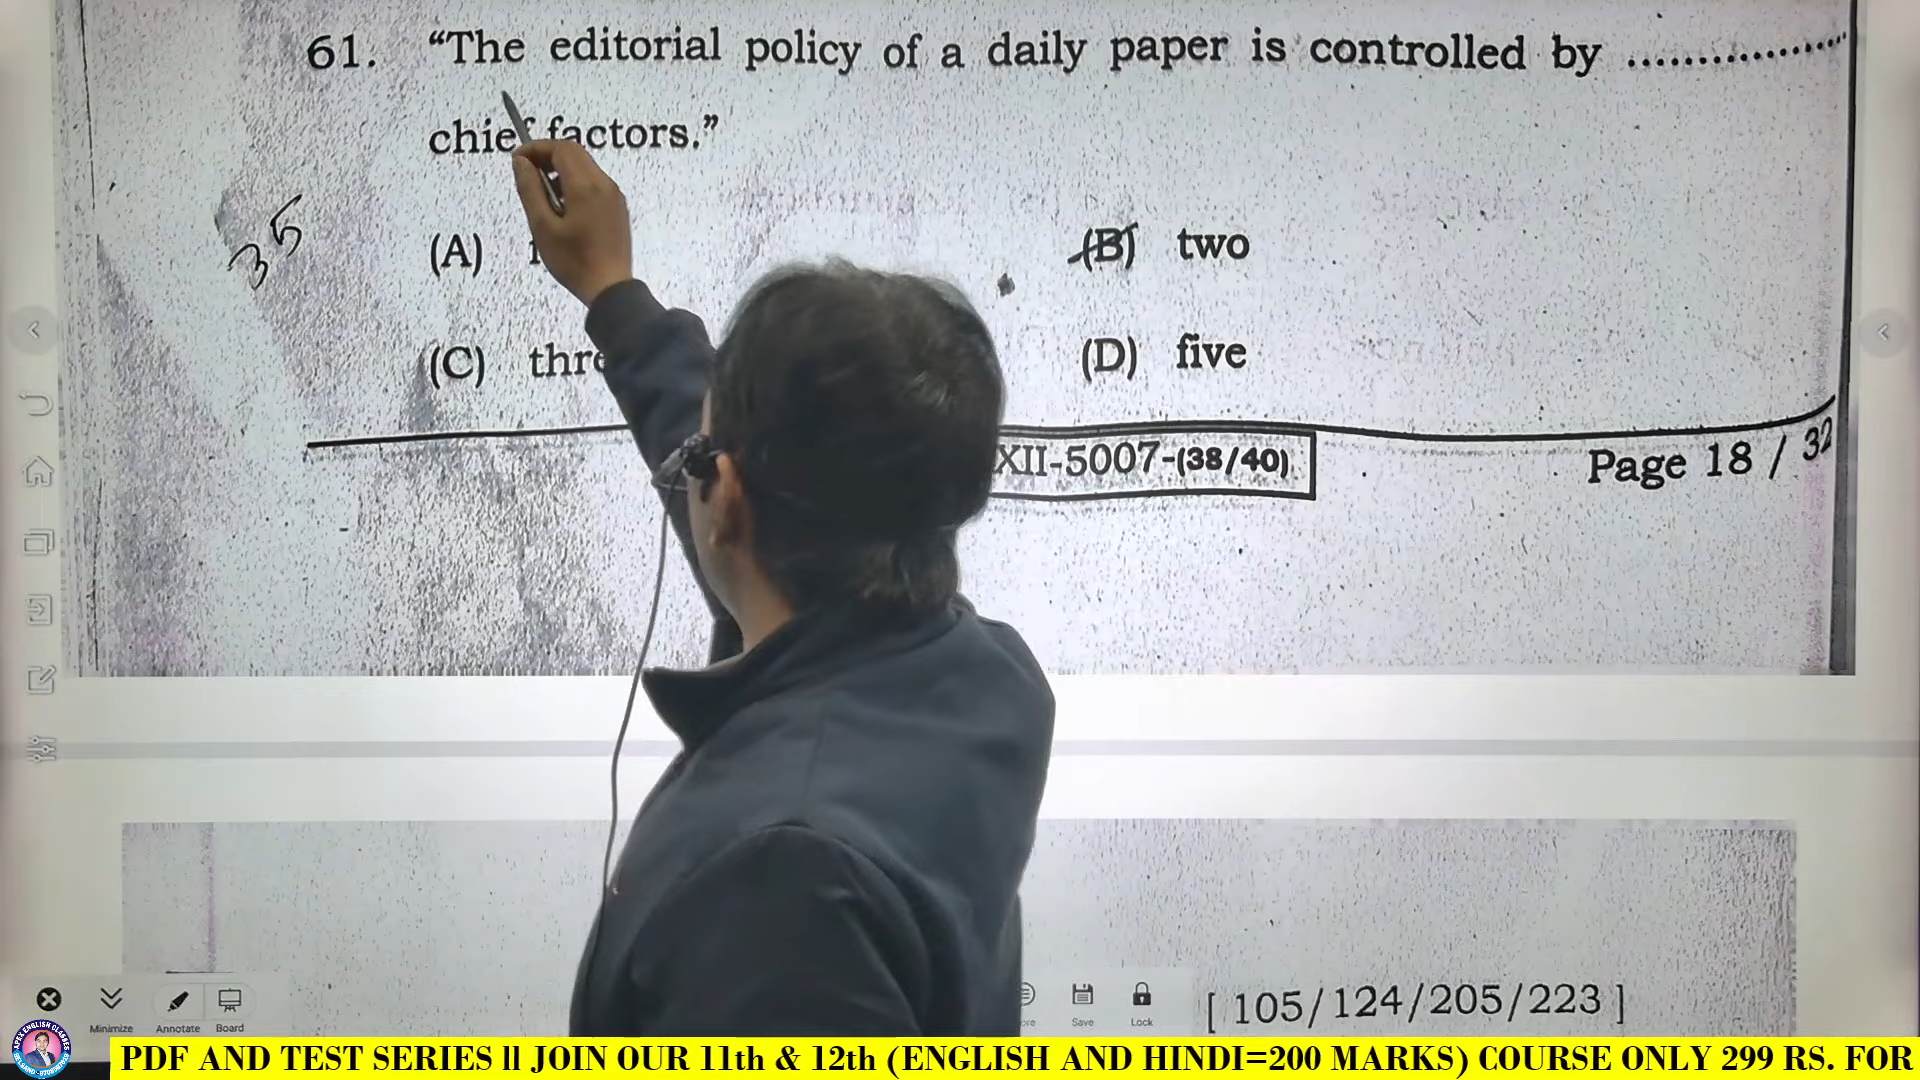 61. “The editorial policy of a daily paper is controlled by ..................
chief factors.”
35
(A)
(B) two
(C) thre
(D) five
XII-5007-(38/40)
Page 18 / 32
[ 105/124/205/223 ]
Minimize Annotate Board Save Lock
PDF AND TEST SERIES ll JOIN OUR 11th & 12th (ENGLISH AND HINDI=200 MARKS) COURSE ONLY 299 RS. FOR